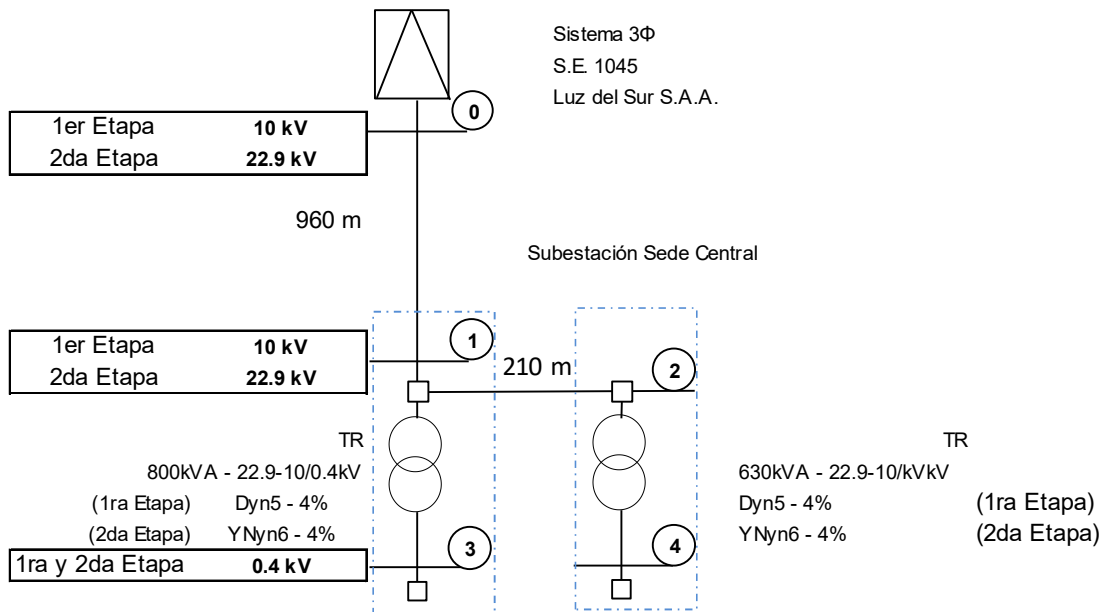 Sistema 3Φ
S.E. 1045
Luz del Sur S.A.A.
0
1er Etapa 10 kV
2da Etapa 22.9 kV
960 m
Subestación Sede Central
1
1er Etapa 10 kV
2da Etapa 22.9 kV
210 m
2
TR
800kVA - 22.9-10/0.4kV
(1ra Etapa) Dyn5 - 4%
(2da Etapa) YNyn6 - 4%
TR
630kVA - 22.9-10/kVkV
Dyn5 - 4% (1ra Etapa)
YNyn6 - 4% (2da Etapa)
1ra y 2da Etapa 0.4 kV
3
4